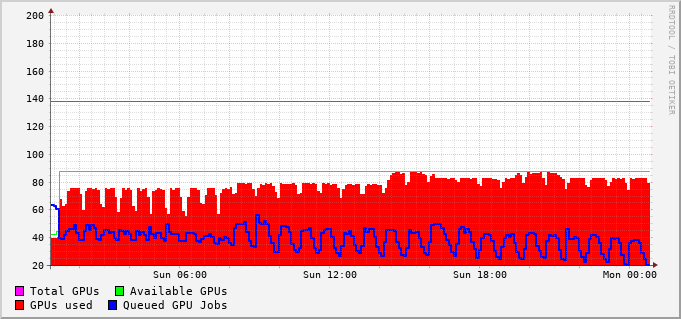 200
180
160
140
120
100
80
60
40
20
Sun 06:00 Sun 12:00 Sun 18:00 Mon 00:00
Total GPUs Available GPUs
GPUs used Queued GPU Jobs
RRDTOOL / TOBI OETIKER